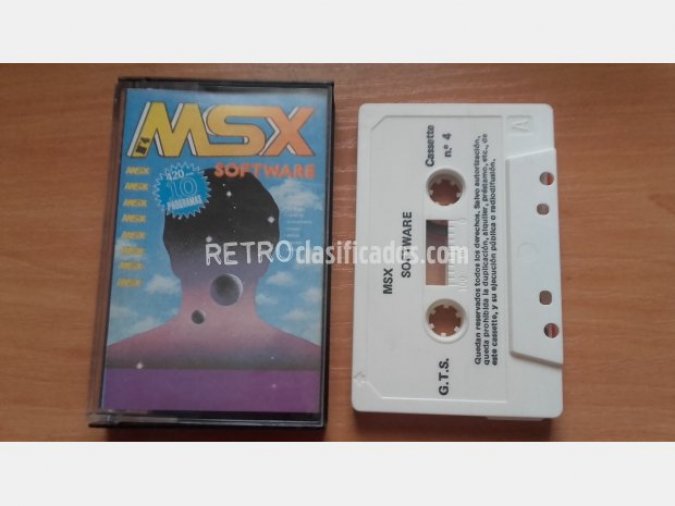 MSX
SOFTWARE
420
10
PROGRAMAS
MSX
MSX
MSX
MSX
MSX
MSX
MSX
MSX
RETROclasificados.com
A
Cassette
n.º 4
MSX
SOFTWARE
G.T.S.
Quedan reservados todos los derechos. Salvo autorización,
queda prohibida la duplicación, alquiler, préstamo, etc., de
este cassette, y su ejecución pública o radiodifusión.